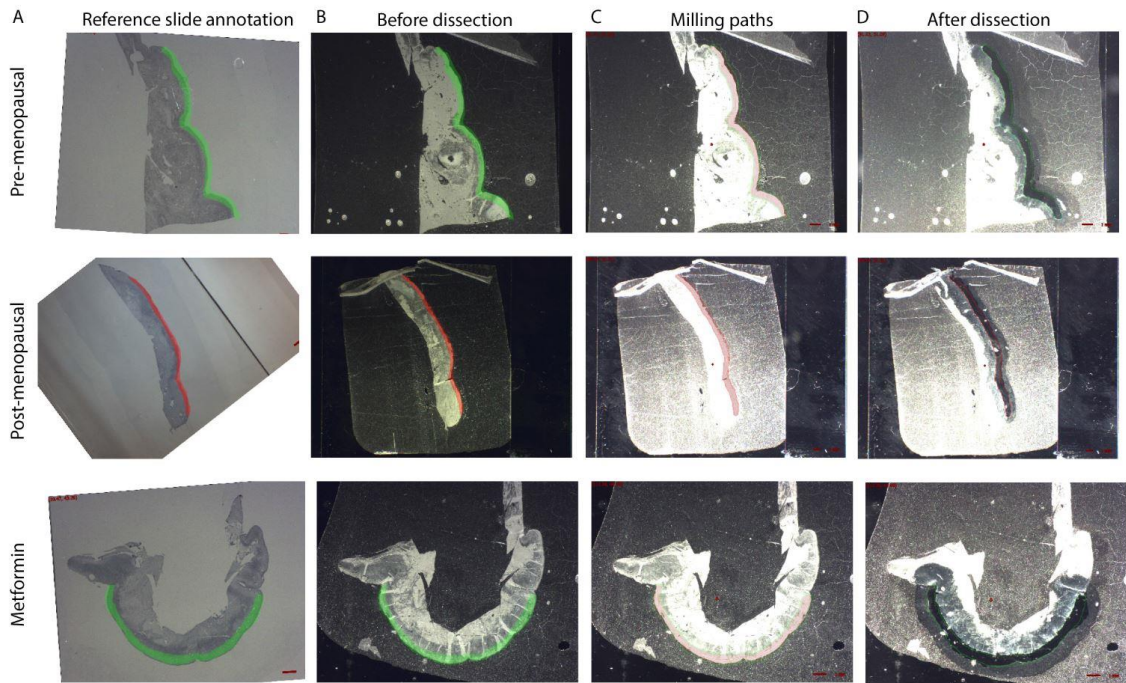 A Reference slide annotation B Before dissection C Milling paths D After dissection
Pre-menopausal
Post-menopausal
Metformin